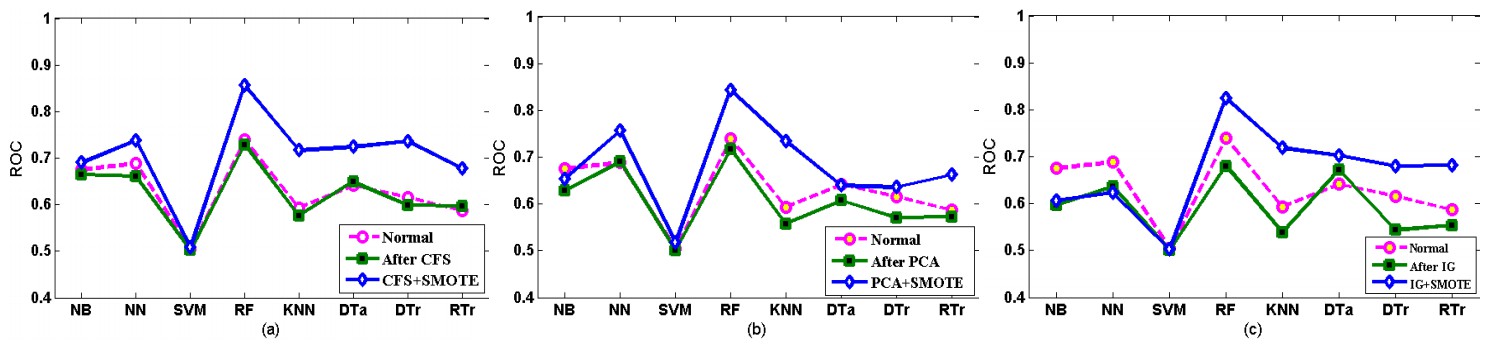 1
0.9
0.8
0.7
0.6
0.5
0.4
ROC
NB NN SVM RF KNN DTa DTr RTr
Normal
After CFS
CFS+SMOTE
(a)
1
0.9
0.8
0.7
0.6
0.5
0.4
ROC
NB NN SVM RF KNN DTa DTr RTr
Normal
After PCA
PCA+SMOTE
(b)
1
0.9
0.8
0.7
0.6
0.5
0.4
ROC
NB NN SVM RF KNN DTa DTr RTr
Normal
After IG
IG+SMOTE
(c)